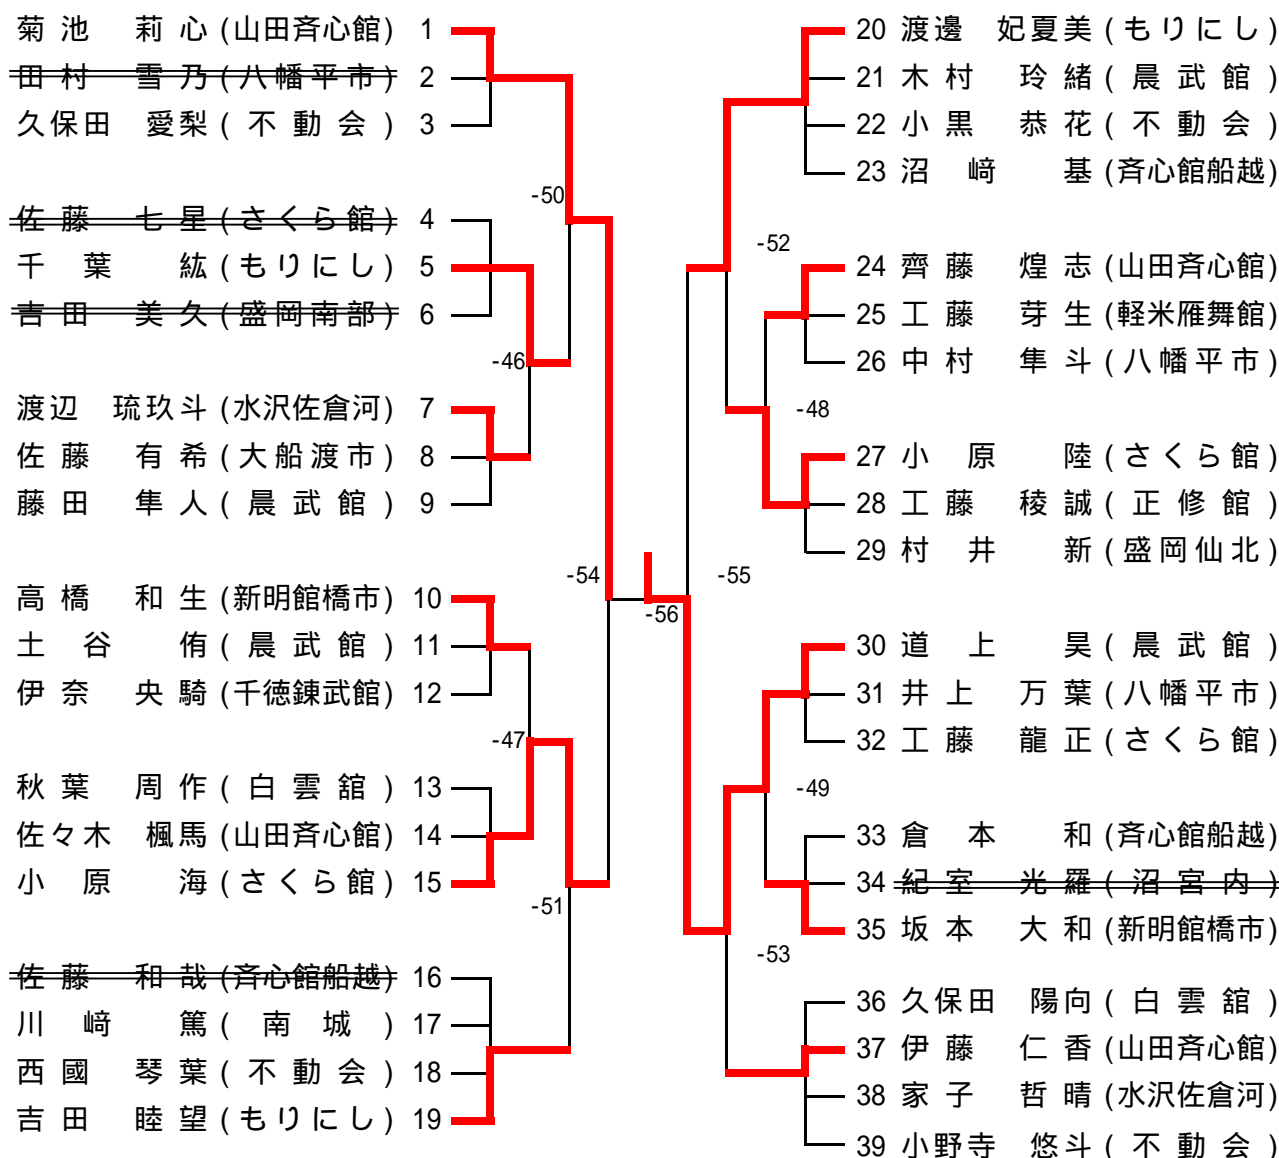 菊池 莉心 (山田斉心館) 1
田村 雪乃 (八幡平市) 2
久保田 愛梨 (不動会) 3
佐藤 七星 (さくら館) 4
千葉 紘 (もりにし) 5
吉田 美久 (盛岡南部) 6
渡辺 琉玖斗 (水沢佐倉河) 7
佐藤 有希 (大船渡市) 8
藤田 隼人 (晨武館) 9
高橋 和生 (新明館橋市) 10
土谷 侑 (晨武館) 11
伊奈 央騎 (千徳錬武館) 12
秋葉 周作 (白雲舘) 13
佐々木 楓馬 (山田斉心館) 14
小原 海 (さくら館) 15
佐藤 和哉 (斉心館船越) 16
川﨑 篤 (南城) 17
西國 琴葉 (不動会) 18
吉田 睦望 (もりにし) 19
-50
-46
-54
-47
-51
-56
-52
-48
-55
-49
-53
20 渡邊 妃夏美 (もりにし)
21 木村 玲緒 (晨武館)
22 小黒 恭花 (不動会)
23 沼﨑 基 (斉心館船越)
24 齊藤 煌志 (山田斉心館)
25 工藤 芽生 (軽米雁舞館)
26 中村 隼斗 (八幡平市)
27 小原 陸 (さくら館)
28 工藤 稜誠 (正修館)
29 村井 新 (盛岡仙北)
30 道上 昊 (晨武館)
31 井上 万葉 (八幡平市)
32 工藤 龍正 (さくら館)
33 倉本 和 (斉心館船越)
34 紀室 光羅 (沼宮内)
35 坂本 大和 (新明館橋市)
36 久保田 陽向 (白雲舘)
37 伊藤 仁香 (山田斉心館)
38 家子 哲晴 (水沢佐倉河)
39 小野寺 悠斗 (不動会)